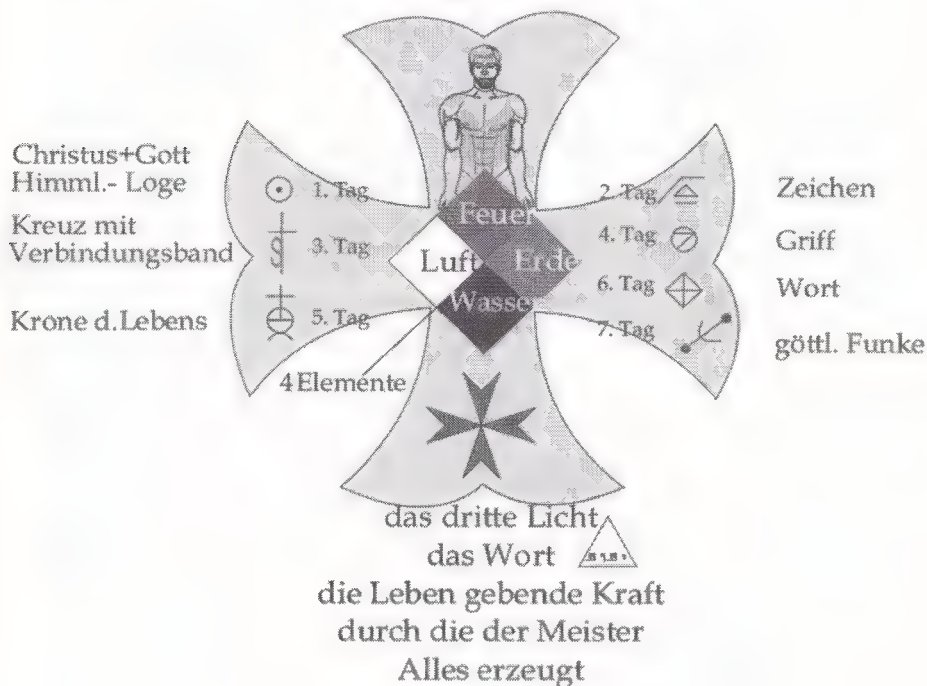 Christus+Gott
Himml.- Loge
Kreuz mit
Verbindungsband
Krone d.Lebens
1. Tag
3. Tag
5. Tag
Feuer
Luft
Erde
Wasser
4 Elemente
2. Tag
4. Tag
6. Tag
7. Tag
Zeichen
Griff
Wort
göttl. Funke
das dritte Licht
das Wort
die Leben gebende Kraft
durch die der Meister
Alles erzeugt